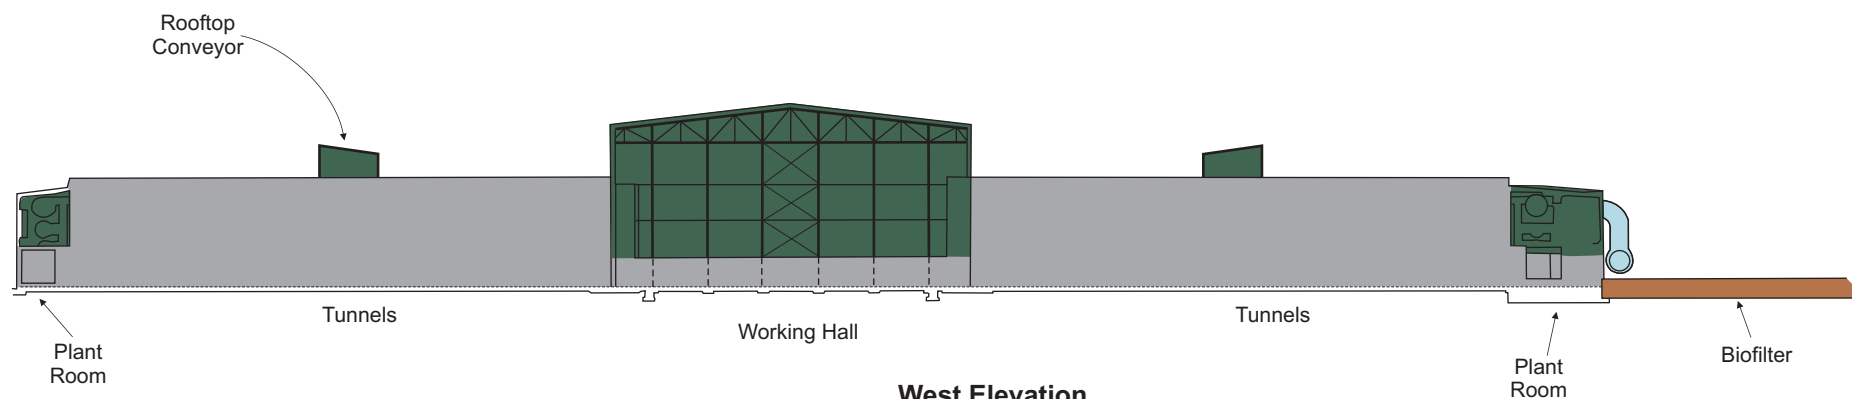 Rooftop
Conveyor
Tunnels
Tunnels
Working Hall
Plant
Room
Plant
Room
Biofilter
West Elevation